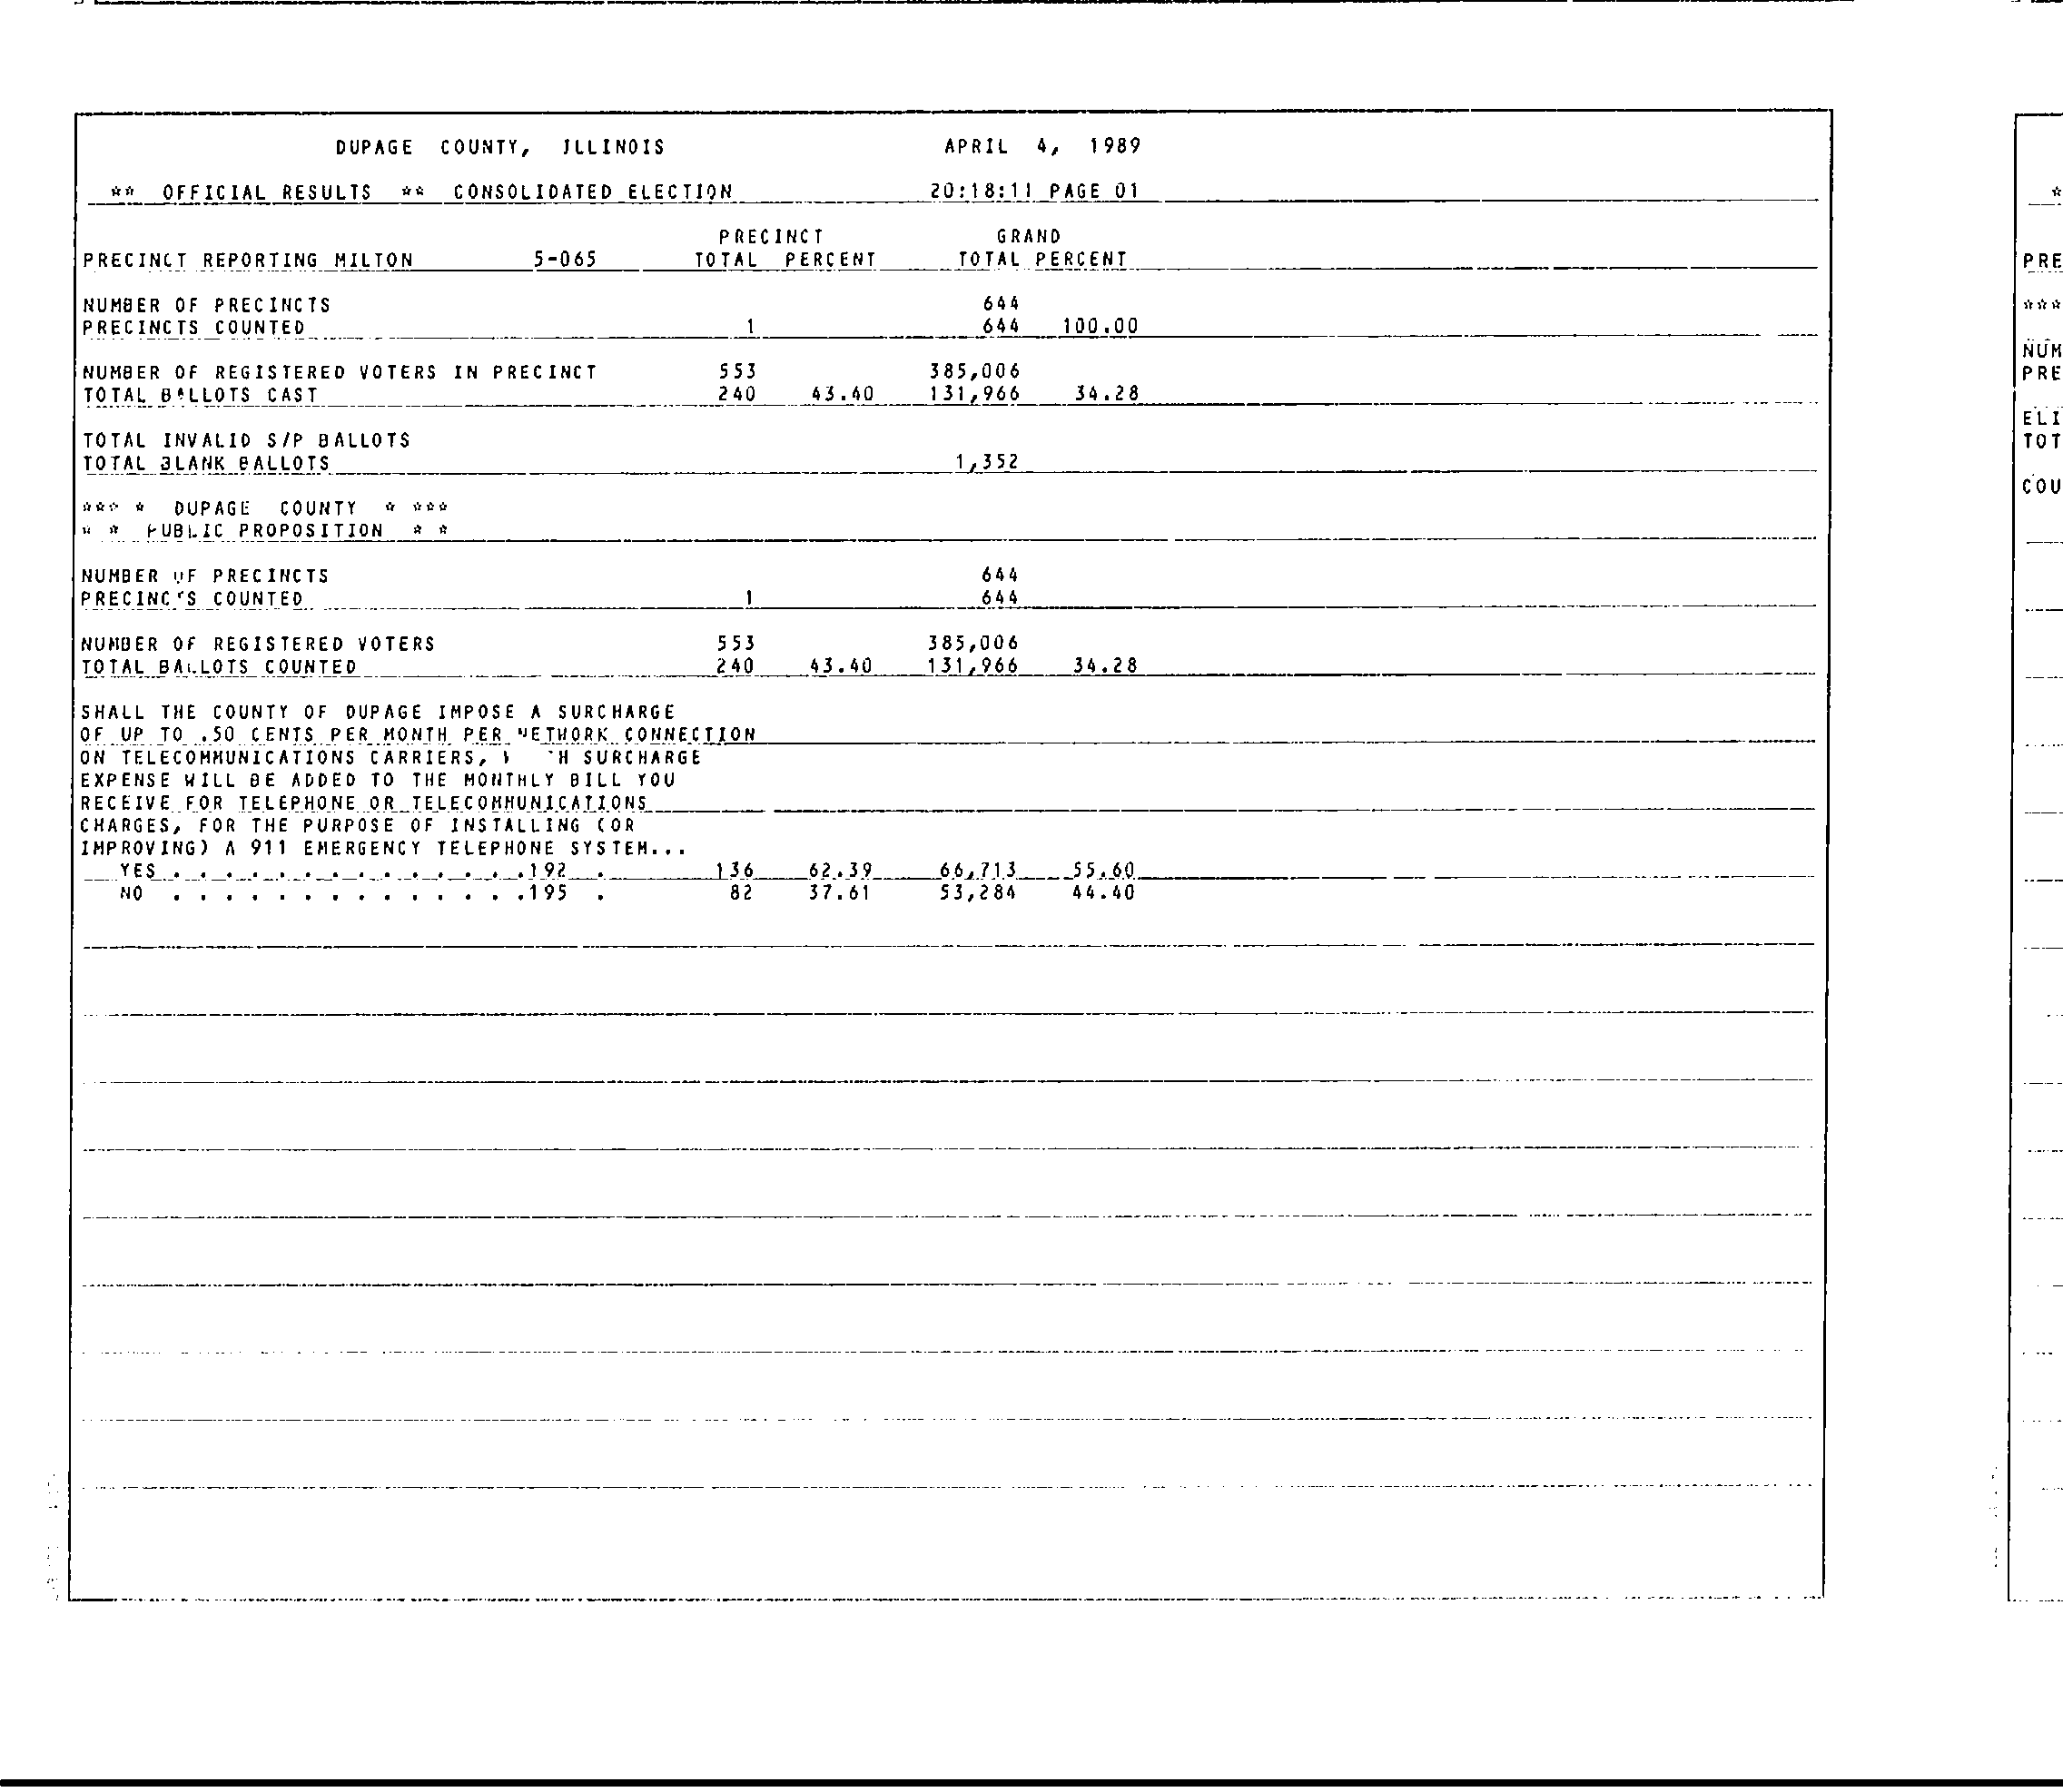 DUPAGE COUNTY, ILLINOIS APRIL 4, 1989
** OFFICIAL RESULTS ** CONSOLIDATED ELECTION 20:18:11 PAGE 01
PRECINCT GRAND
PRECINCT REPORTING MILTON 5-065 TOTAL PERCENT TOTAL PERCENT
NUMBER OF PRECINCTS 644
PRECINCTS COUNTED 1 644 100.00
NUMBER OF REGISTERED VOTERS IN PRECINCT 553 385,006
TOTAL BALLOTS CAST 240 43.40 131,966 34.28
TOTAL INVALID S/P BALLOTS
TOTAL BLANK BALLOTS 1,352
*** * DUPAGE COUNTY * ***
* * PUBLIC PROPOSITION * *
NUMBER OF PRECINCTS 644
PRECINCTS COUNTED 1 644
NUMBER OF REGISTERED VOTERS 553 385,006
TOTAL BALLOTS COUNTED 240 43.40 131,966 34.28
SHALL THE COUNTY OF DUPAGE IMPOSE A SURCHARGE
OF UP TO .50 CENTS PER MONTH PER NETWORK CONNECTION
ON TELECOMMUNICATIONS CARRIERS, SURCHARGE
EXPENSE WILL BE ADDED TO THE MONTHLY BILL YOU
RECEIVE FOR TELEPHONE OR TELECOMMUNICATIONS
CHARGES, FOR THE PURPOSE OF INSTALLING (OR
IMPROVING) A 911 EMERGENCY TELEPHONE SYSTEM...
YES . . . . . . . . . . . . . .192 . 136 62.39 66,713 55.60
NO . . . . . . . . . . . . . .195 . 82 37.61 53,284 44.40
*
PRE
***
NUM
PRE
ELI
TOT
COU